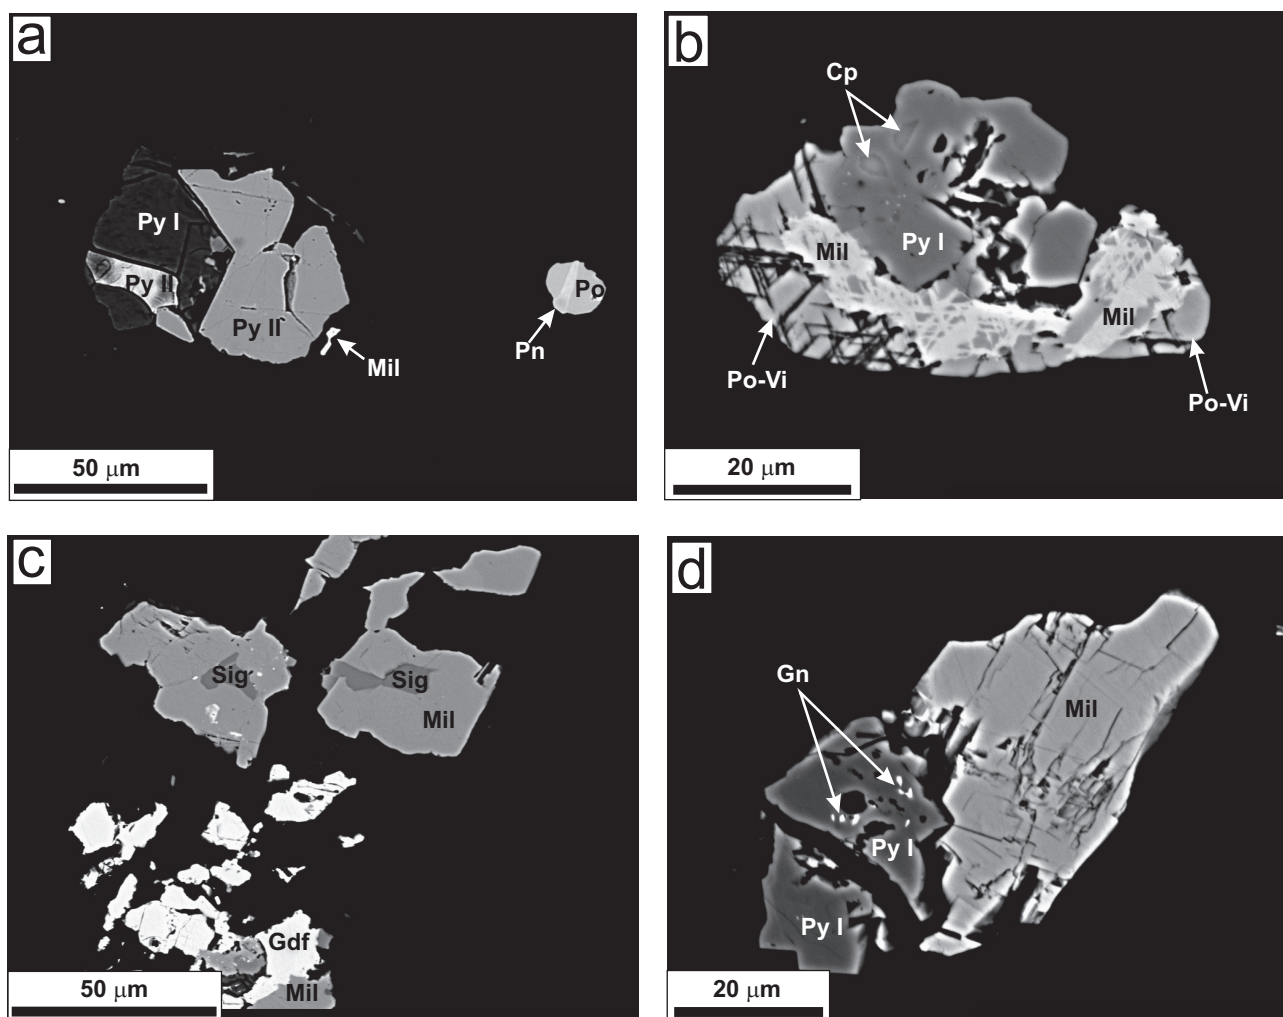 a
Py I
Py II
Py II
Po
Pn
Mil
50 μm
b
Cp
Mil
Py I
Mil
Po-Vi
Po-Vi
20 μm
c
Sig
Sig
Mil
Gdf
Mil
50 μm
d
Gn
Mil
Py I
Py I
20 μm